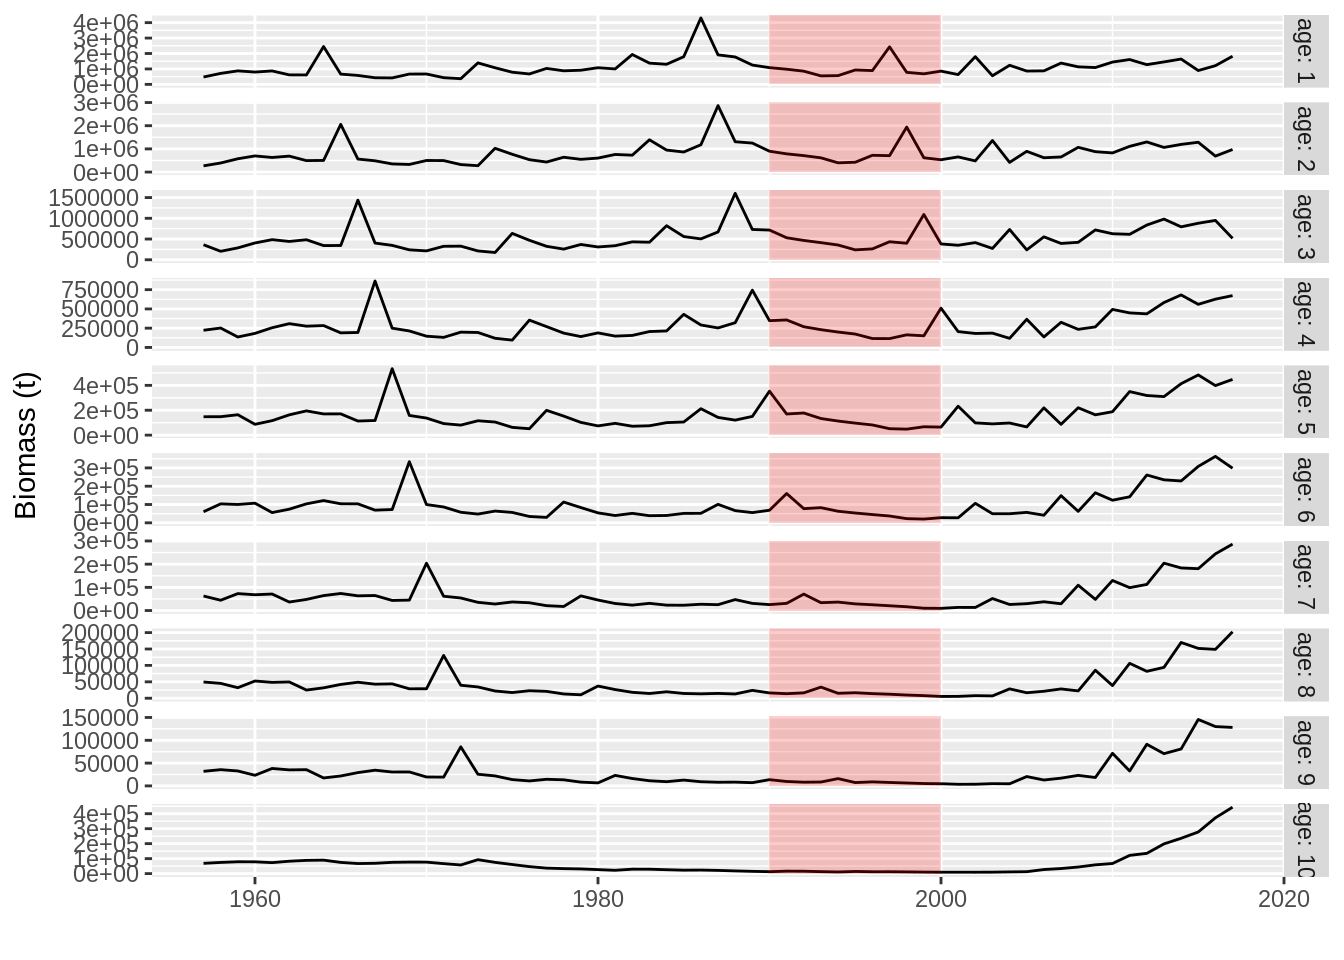 Biomass (t)
4e+06
3e+06
2e+06
1e+06
0e+00
age: 1
3e+06
2e+06
1e+06
0e+00
age: 2
1500000
1000000
500000
0
age: 3
750000
500000
250000
0
age: 4
4e+05
2e+05
0e+00
age: 5
3e+05
2e+05
1e+05
0e+00
age: 6
3e+05
2e+05
1e+05
0e+00
age: 7
200000
150000
100000
50000
0
age: 8
150000
100000
50000
0
age: 9
4e+05
3e+05
2e+05
1e+05
0e+00
age: 10
1960
1980
2000
2020